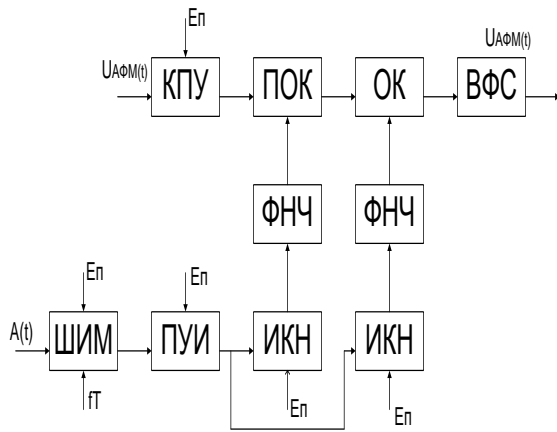 Eп
UАФМ(t)
UАФМ(t)
КПУ
ПОК
ОК
ВФС
ФНЧ
ФНЧ
Eп
Eп
A(t)
ШИМ
ПУИ
ИКН
ИКН
fT
Eп
Eп